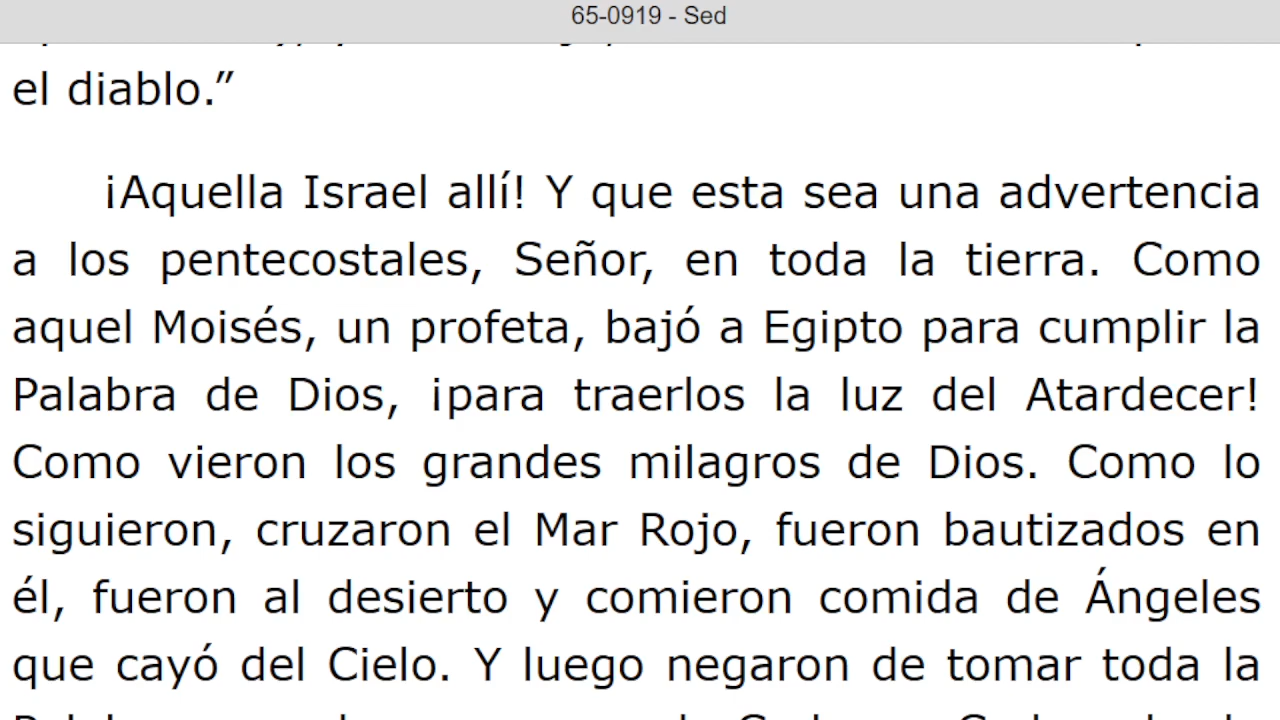 65-0919 - Sed
el diablo.”
¡Aquella Israel allí! Y que esta sea una advertencia
a los pentecostales, Señor, en toda la tierra. Como
aquel Moisés, un profeta, bajó a Egipto para cumplir la
Palabra de Dios, ¡para traerlos la luz del Atardecer!
Como vieron los grandes milagros de Dios. Como lo
siguieron, cruzaron el Mar Rojo, fueron bautizados en
él, fueron al desierto y comieron comida de Ángeles
que cayó del Cielo. Y luego negaron de tomar toda la